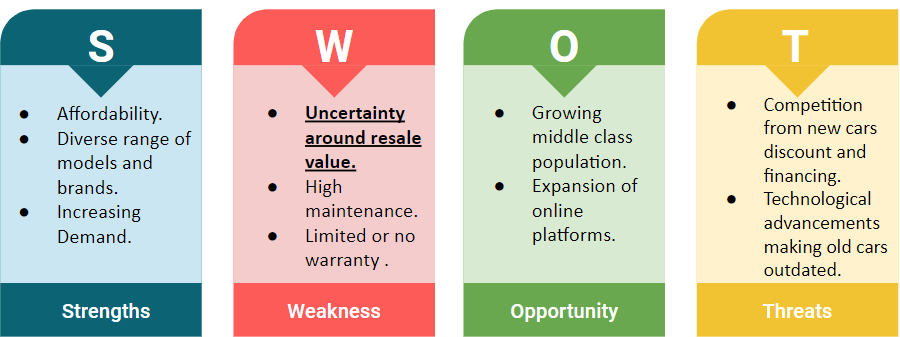 S
● Affordability.
● Diverse range of
models and
brands.
● Increasing
Demand.
Strengths
W
● Uncertainty
around resale
value.
● High
maintenance.
● Limited or no
warranty .
Weakness
O
● Growing
middle class
population.
● Expansion of
online
platforms.
Opportunity
T
● Competition
from new cars
discount and
financing.
● Technological
advancements
making old cars
outdated.
Threats